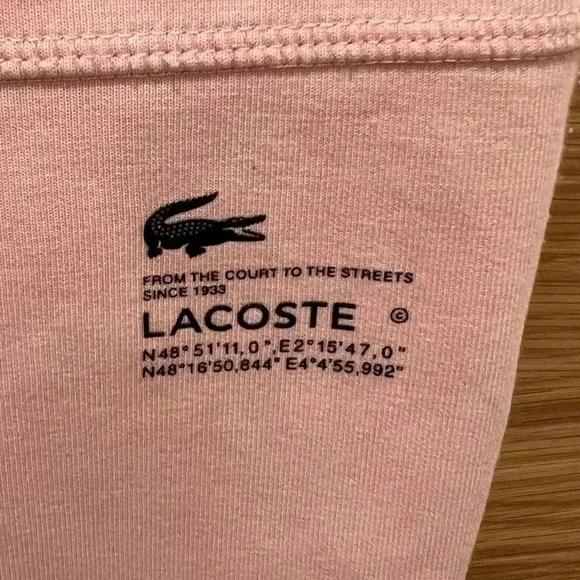 FROM THE COURT TO THE STREETS
SINCE 1933
LACOSTE ©
N48°51'11,0",E2°15'47,0"
N48°16'50,844" E4°4'55,992"